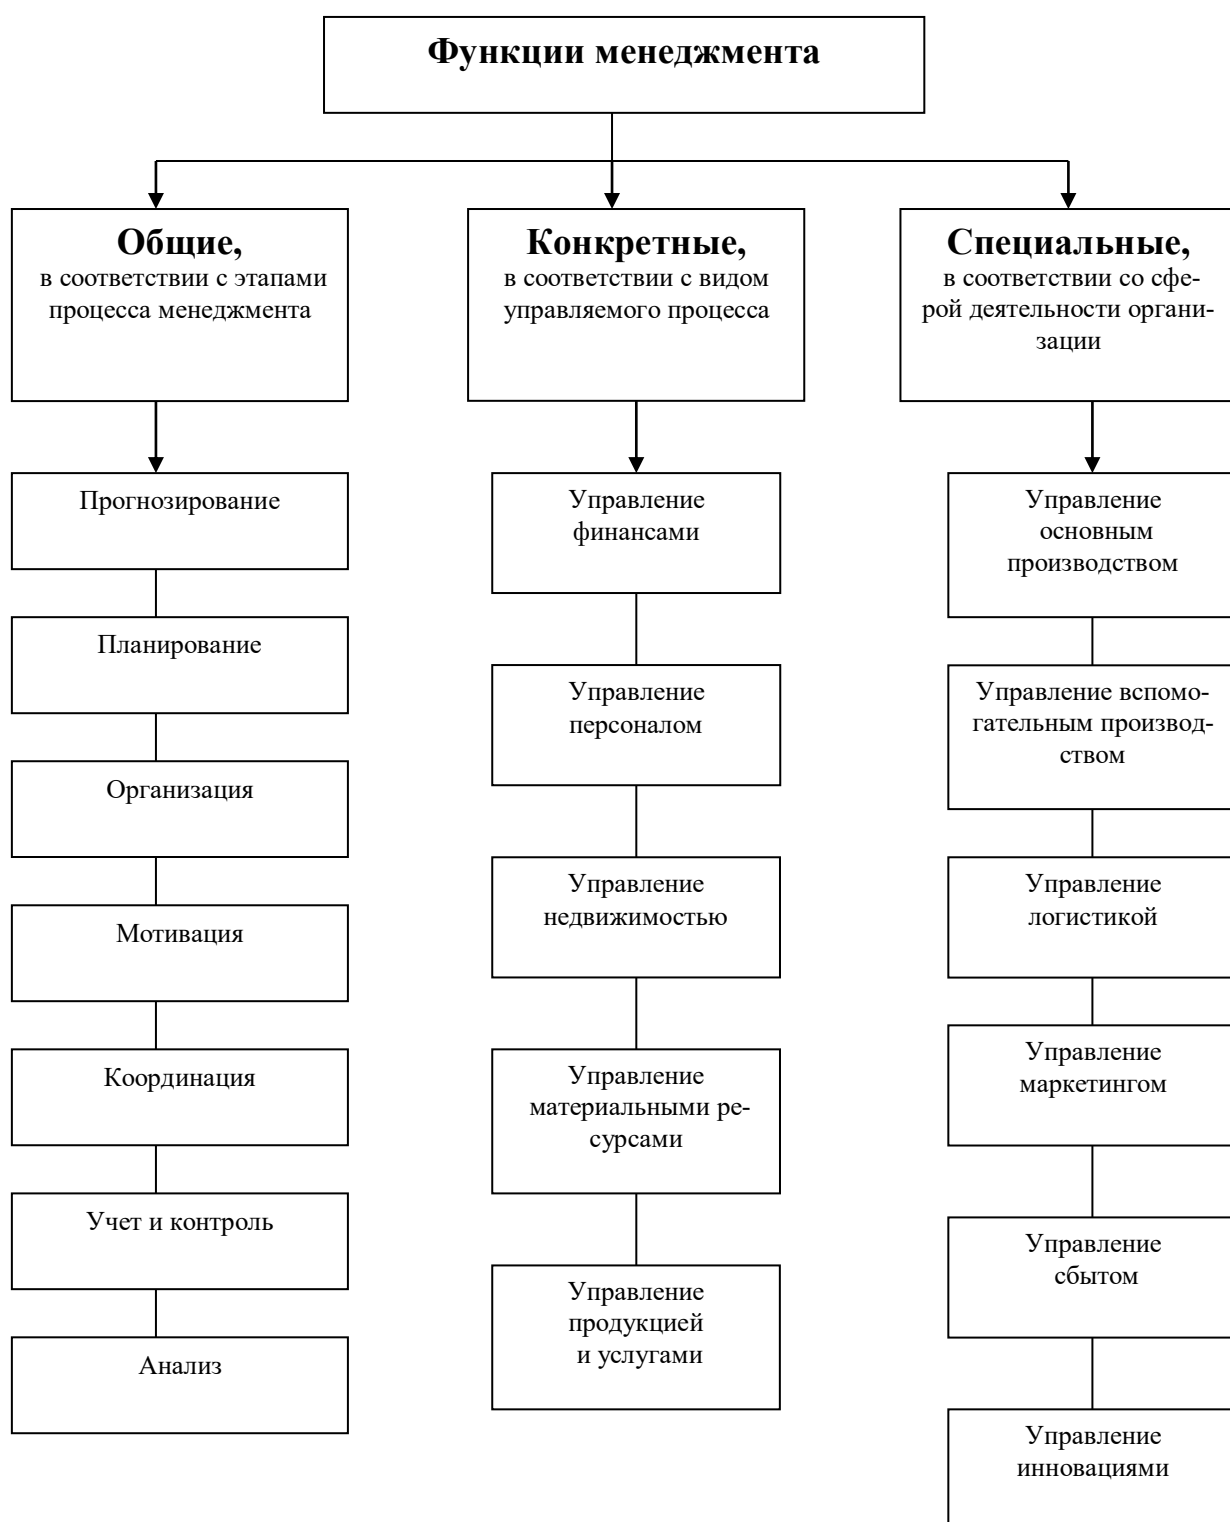 Функции менеджмента
Общие,
в соответствии с этапами
процесса менеджмента
Конкретные,
в соответствии с видом
управляемого процесса
Специальные,
в соответствии со сфе-
рой деятельности органи-
зации
Прогнозирование
Планирование
Организация
Мотивация
Координация
Учет и контроль
Анализ
Управление
финансами
Управление
персоналом
Управление
недвижимостью
Управление
материальными ре-
сурсами
Управление
продукцией
и услугами
Управление
основным
производством
Управление вспомо-
гательным производ-
ством
Управление
логистикой
Управление
маркетингом
Управление
сбытом
Управление
инновациями